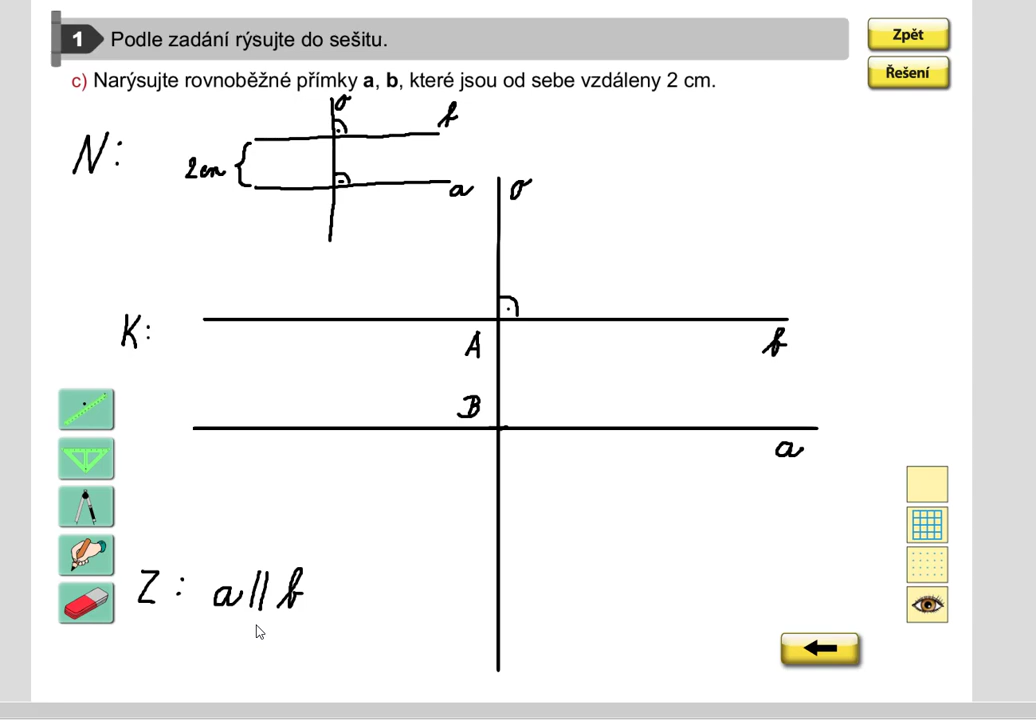 1 Podle zadání rýsujte do sešitu.
Zpět
Řešení
c) Narýsujte rovnoběžné přímky a, b, které jsou od sebe vzdáleny 2 cm.
N:
o
b
2cm
a
o
K:
A
b
B
a
Z: a || b